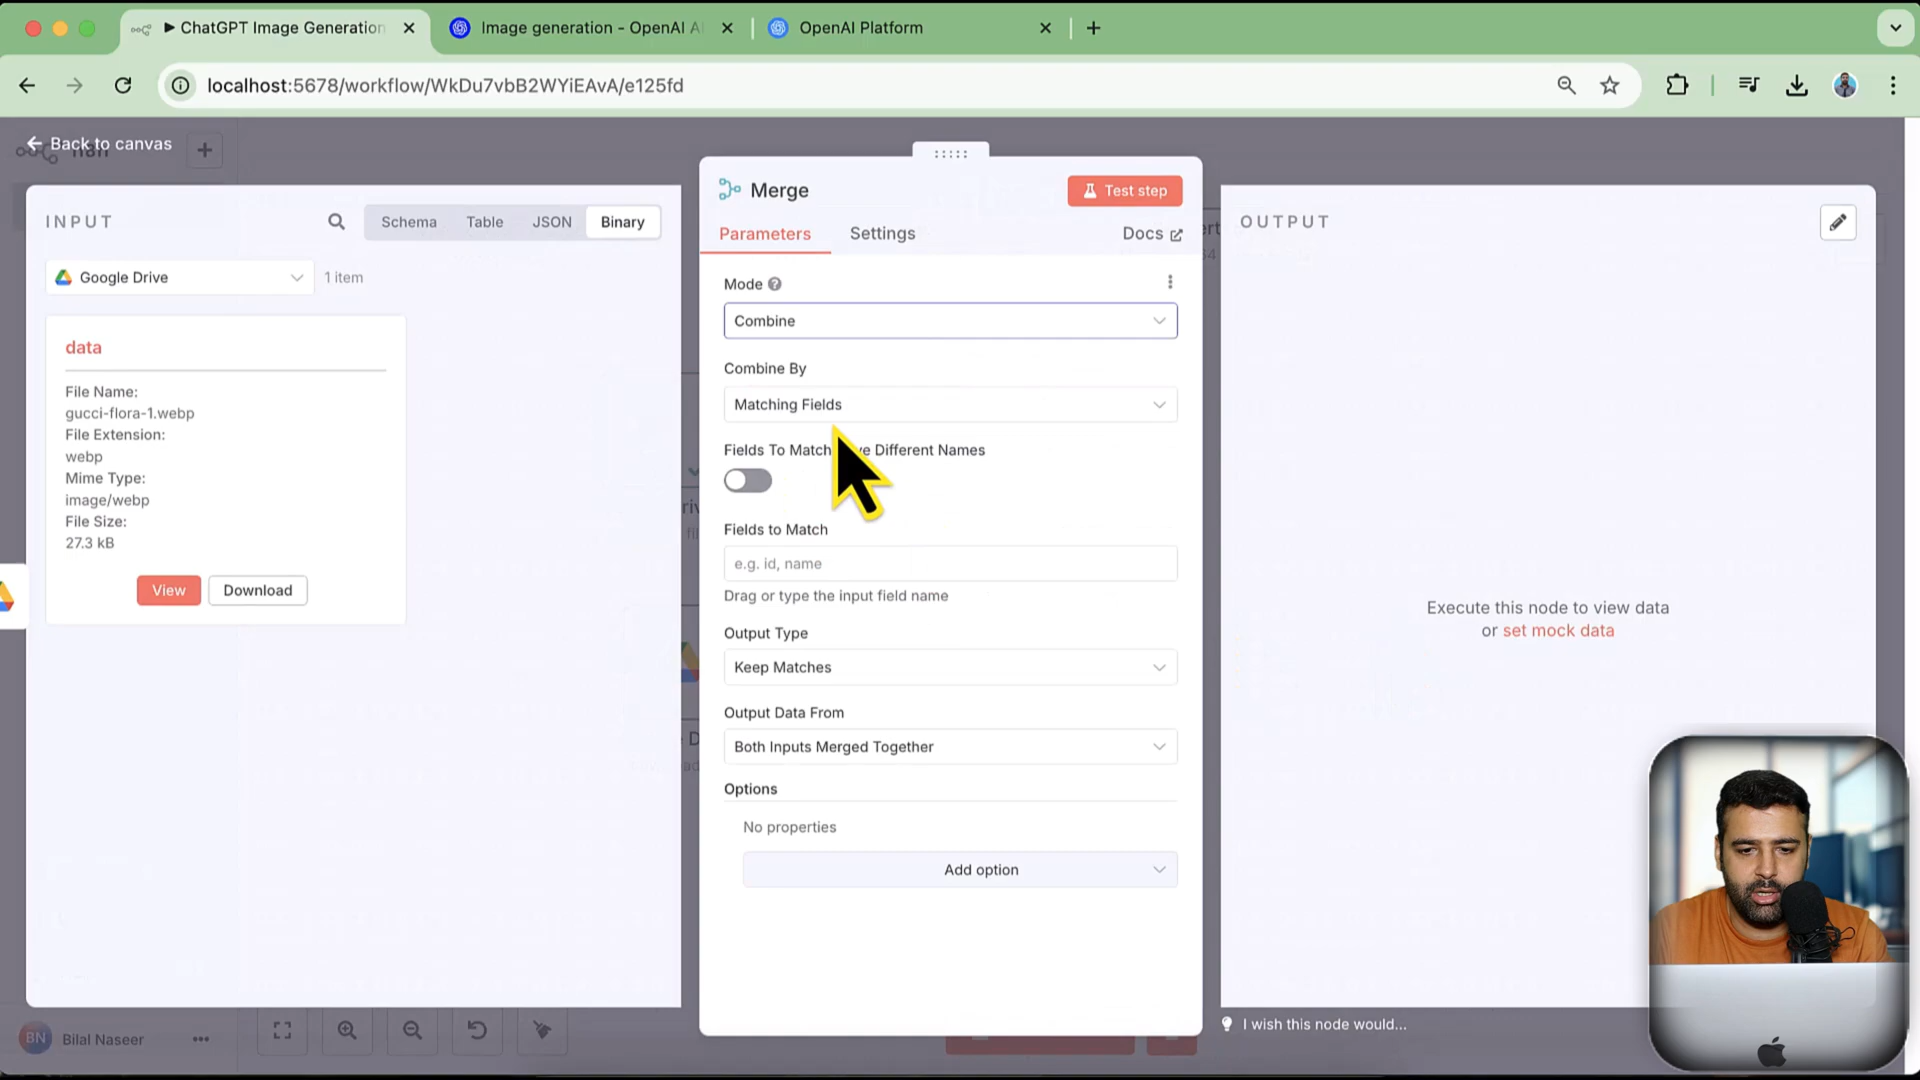 ChatGPT Image Generation
Image generation - OpenAI A
OpenAI Platform
localhost:5678/workflow/WkDu7vbB2WYiEAvA/e125fd
Back to canvas
n8n
INPUT
Schema
Table
JSON
Binary
Google Drive
1 item
data
File Name:
gucci-flora-1.webp
File Extension:
webp
Mime Type:
image/webp
File Size:
27.3 kB
View
Download
Merge
Test step
Parameters
Settings
Docs
Mode
Combine
Combine By
Matching Fields
Fields To Match ve Different Names
Fields to Match
e.g. id, name
Drag or type the input field name
Output Type
Keep Matches
Output Data From
Both Inputs Merged Together
Options
No properties
Add option
OUTPUT
Execute this node to view data
or set mock data
I wish this node would...
BN
Bilal Naseer